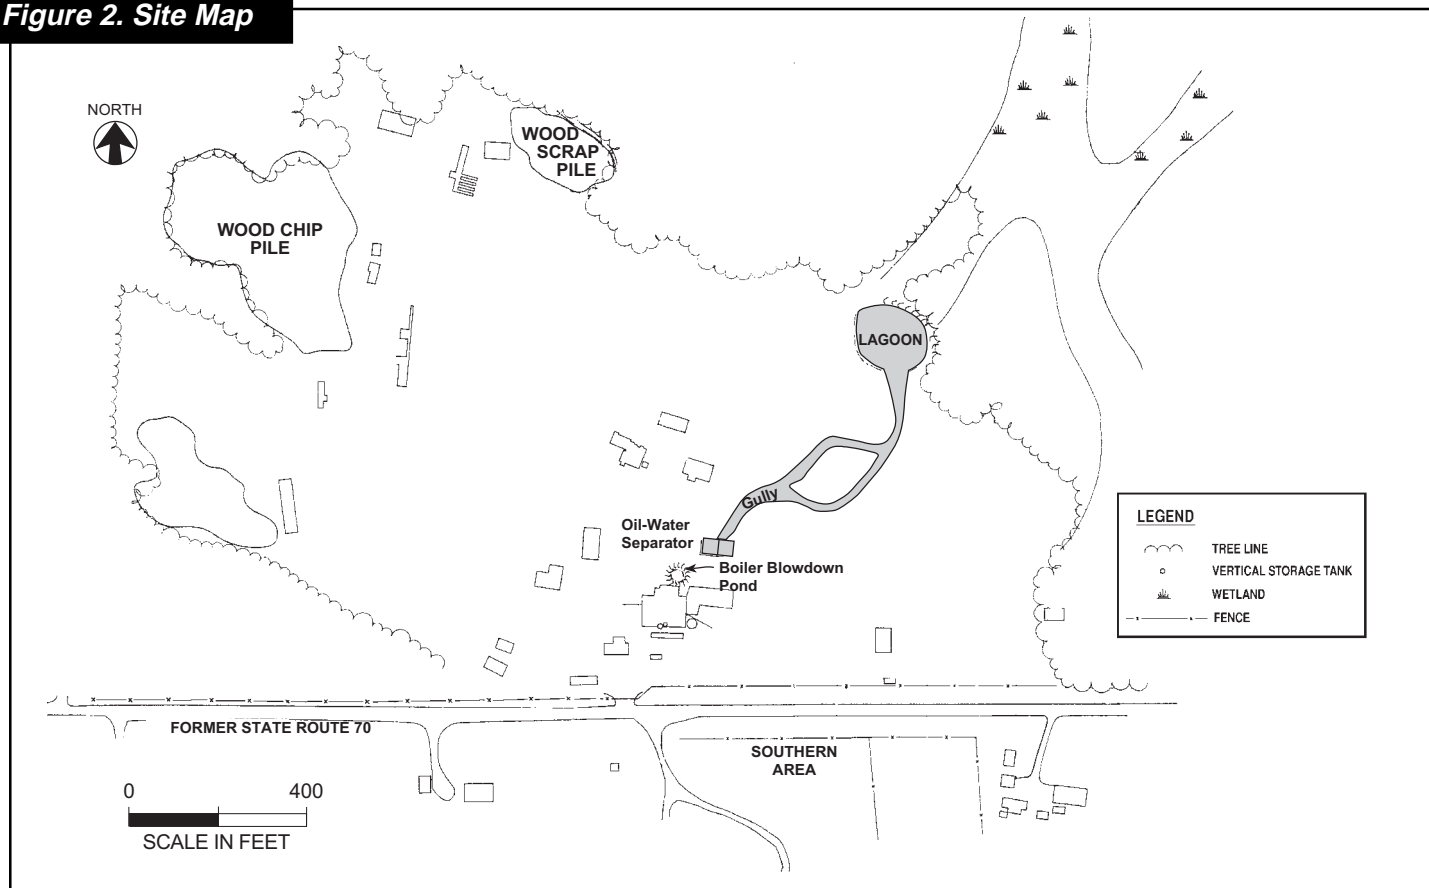 Figure 2. Site Map
NORTH
WOOD
SCRAP
PILE
WOOD CHIP
PILE
LAGOON
Gully
Oil-Water
Separator
Boiler Blowdown
Pond
LEGEND
TREE LINE
VERTICAL STORAGE TANK
WETLAND
FENCE
FORMER STATE ROUTE 70
SOUTHERN
AREA
0 400
SCALE IN FEET